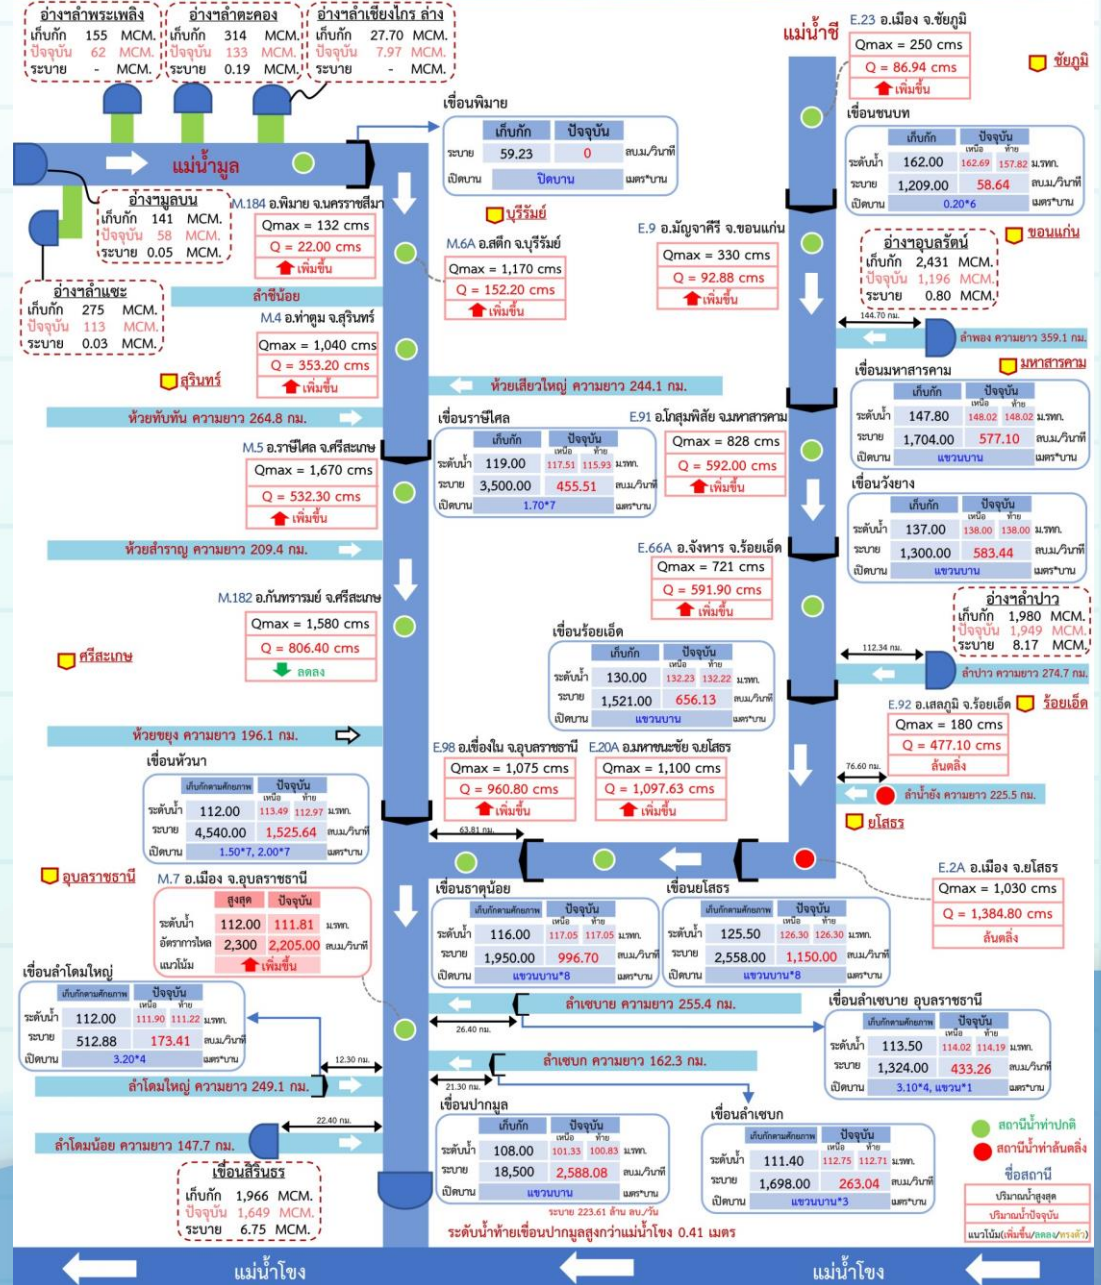 อ่างฯลำพระเพลิง
เก็บกัก 155 MCM.
ปัจจุบัน 62 MCM.
ระบาย - MCM.
อ่างฯลำตะคอง
เก็บกัก 314 MCM.
ปัจจุบัน 133 MCM.
ระบาย 0.19 MCM.
อ่างฯลำเชียงไกร ล่าง
เก็บกัก 27.70 MCM.
ปัจจุบัน 7.97 MCM.
ระบาย - MCM.
แม่น้ำมูล
อ่างฯมูลบน
เก็บกัก 141 MCM.
ปัจจุบัน 58 MCM.
ระบาย 0.05 MCM.
อ่างฯลำแซะ
เก็บกัก 275 MCM.
ปัจจุบัน 113 MCM.
ระบาย 0.03 MCM.
เขื่อนพิมาย
เก็บกัก ปัจจุบัน
ระบาย 59.23 0 ลบ.ม/วินาที
เปิดบาน ปิดบาน เมตร*บาน
M.184 อ.พิมาย จ.นครราชสีมา
Qmax = 132 cms
Q = 22.00 cms
เพิ่มขึ้น
บุรีรัมย์
M.6A อ.สตึก จ.บุรีรัมย์
Qmax = 1,170 cms
Q = 152.20 cms
เพิ่มขึ้น
ลำชีน้อย
M.4 อ.ท่าตูม จ.สุรินทร์
Qmax = 1,040 cms
Q = 353.20 cms
เพิ่มขึ้น
สุรินทร์
ห้วยเสียวใหญ่ ความยาว 244.1 กม.
ห้วยทับทัน ความยาว 264.8 กม.
เขื่อนราษีไศล
เก็บกัก ปัจจุบัน
เหนือ ท้าย
ระดับน้ำ 119.00 117.51 115.93 ม.รทก.
ระบาย 3,500.00 455.51 ลบ.ม/วินาที
เปิดบาน 1.70*7 เมตร*บาน
M.5 อ.ราษีไศล จ.ศรีสะเกษ
Qmax = 1,670 cms
Q = 532.30 cms
เพิ่มขึ้น
ห้วยสำราญ ความยาว 209.4 กม.
M.182 อ.กันทรารมย์ จ.ศรีสะเกษ
Qmax = 1,580 cms
Q = 806.40 cms
ลดลง
ศรีสะเกษ
ห้วยขยุง ความยาว 196.1 กม.
เขื่อนหัวนา
เก็บกักตามศักยภาพ ปัจจุบัน
เหนือ ท้าย
ระดับน้ำ 112.00 113.49 112.97 ม.รทก.
ระบาย 4,540.00 1,525.64 ลบ.ม/วินาที
เปิดบาน 1.50*7, 2.00*7 เมตร*บาน
แม่น้ำชี
E.23 อ.เมือง จ.ชัยภูมิ
Qmax = 250 cms
Q = 86.94 cms
เพิ่มขึ้น
ชัยภูมิ
เขื่อนชนบท
เก็บกัก ปัจจุบัน
เหนือ ท้าย
ระดับน้ำ 162.00 162.69 157.82 ม.รทก.
ระบาย 1,209.00 58.64 ลบ.ม/วินาที
เปิดบาน 0.20*6 เมตร*บาน
E.9 อ.มัญจาคีรี จ.ขอนแก่น
Qmax = 330 cms
Q = 92.88 cms
เพิ่มขึ้น
ขอนแก่น
อ่างฯอุบลรัตน์
เก็บกัก 2,431 MCM.
ปัจจุบัน 1,196 MCM.
ระบาย 0.80 MCM.
144.70 กม.
ลำพอง ความยาว 359.1 กม.
มหาสารคาม
เขื่อนมหาสารคาม
เก็บกัก ปัจจุบัน
เหนือ ท้าย
ระดับน้ำ 147.80 148.02 148.02 ม.รทก.
ระบาย 1,704.00 577.10 ลบ.ม/วินาที
เปิดบาน แขวนบาน เมตร*บาน
E.91 อ.โกสุมพิสัย จ.มหาสารคาม
Qmax = 828 cms
Q = 592.00 cms
เพิ่มขึ้น
เขื่อนวังยาง
เก็บกัก ปัจจุบัน
เหนือ ท้าย
ระดับน้ำ 137.00 138.00 138.00 ม.รทก.
ระบาย 1,300.00 583.44 ลบ.ม/วินาที
เปิดบาน แขวนบาน เมตร*บาน
E.66A อ.จังหาร จ.ร้อยเอ็ด
Qmax = 721 cms
Q = 591.90 cms
เพิ่มขึ้น
อ่างฯลำปาว
เก็บกัก 1,980 MCM.
ปัจจุบัน 1,949 MCM.
ระบาย 8.17 MCM.
112.34 กม.
ลำปาว ความยาว 274.7 กม.
เขื่อนร้อยเอ็ด
เก็บกัก ปัจจุบัน
เหนือ ท้าย
ระดับน้ำ 130.00 132.23 132.22 ม.รทก.
ระบาย 1,521.00 656.13 ลบ.ม/วินาที
เปิดบาน แขวนบาน เมตร*บาน
ร้อยเอ็ด
E.92 อ.เสลภูมิ จ.ร้อยเอ็ด
Qmax = 180 cms
Q = 477.10 cms
ล้นตลิ่ง
76.60 กม.
ลำน้ำยัง ความยาว 225.5 กม.
ยโสธร
E.98 อ.เขื่องใน จ.อุบลราชธานี
Qmax = 1,075 cms
Q = 960.80 cms
เพิ่มขึ้น
63.81 กม.
E.20A อ.มหาชนะชัย จ.ยโสธร
Qmax = 1,100 cms
Q = 1,097.63 cms
เพิ่มขึ้น
E.2A อ.เมือง จ.ยโสธร
Qmax = 1,030 cms
Q = 1,384.80 cms
ล้นตลิ่ง
เขื่อนธาตุน้อย
เก็บกักตามศักยภาพ ปัจจุบัน
เหนือ ท้าย
ระดับน้ำ 116.00 117.05 117.05 ม.รทก.
ระบาย 1,950.00 996.70 ลบ.ม/วินาที
เปิดบาน แขวนบาน*8 เมตร*บาน
เขื่อนยโสธร
เก็บกักตามศักยภาพ ปัจจุบัน
เหนือ ท้าย
ระดับน้ำ 125.50 126.30 126.30 ม.รทก.
ระบาย 2,558.00 1,150.00 ลบ.ม/วินาที
เปิดบาน แขวนบาน*8 เมตร*บาน
อุบลราชธานี
M.7 อ.เมือง จ.อุบลราชธานี
สูงสุด ปัจจุบัน
ระดับน้ำ 112.00 111.81 ม.รทก.
อัตราการไหล 2,300 2,205.00 ลบ.ม/วินาที
แนวโน้ม เพิ่มขึ้น
เขื่อนลำโดมใหญ่
เก็บกักตามศักยภาพ ปัจจุบัน
เหนือ ท้าย
ระดับน้ำ 112.00 111.90 111.22 ม.รทก.
ระบาย 512.88 173.41 ลบ.ม/วินาที
เปิดบาน 3.20*4 เมตร*บาน
12.30 กม.
ลำโดมใหญ่ ความยาว 249.1 กม.
22.40 กม.
ลำโดมน้อย ความยาว 147.7 กม.
เขื่อนสิรินธร
เก็บกัก 1,966 MCM.
ปัจจุบัน 1,649 MCM.
ระบาย 6.75 MCM.
ลำเซบาย ความยาว 255.4 กม.
26.40 กม.
เขื่อนลำเซบาย อุบลราชธานี
เก็บกักตามศักยภาพ ปัจจุบัน
เหนือ ท้าย
ระดับน้ำ 113.50 114.02 114.19 ม.รทก.
ระบาย 1,324.00 433.26 ลบ.ม/วินาที
เปิดบาน 3.10*4, แขวน*1 เมตร*บาน
ลำเซบก ความยาว 162.3 กม.
21.30 กม.
เขื่อนปากมูล
เก็บกัก ปัจจุบัน
เหนือ ท้าย
ระดับน้ำ 108.00 101.33 100.83 ม.รทก.
ระบาย 18,500 2,588.08 ลบ.ม/วินาที
เปิดบาน แขวนบาน เมตร*บาน
ระบาย 223.61 ล้าน ลบ./วัน
เขื่อนลำเซบก
เก็บกักตามศักยภาพ ปัจจุบัน
เหนือ ท้าย
ระดับน้ำ 111.40 112.75 112.71 ม.รทก.
ระบาย 1,698.00 263.04 ลบ.ม/วินาที
เปิดบาน แขวนบาน*3 เมตร*บาน
ระดับน้ำท้ายเขื่อนปากมูลสูงกว่าแม่น้ำโขง 0.41 เมตร
สถานีน้ำท่าปกติ
สถานีน้ำท่าล้นตลิ่ง
ชื่อสถานี
ปริมาณน้ำสูงสุด
ปริมาณน้ำปัจจุบัน
แนวโน้ม(เพิ่มขึ้น/ลดลง/ทรงตัว)
แม่น้ำโขง
แม่น้ำโขง